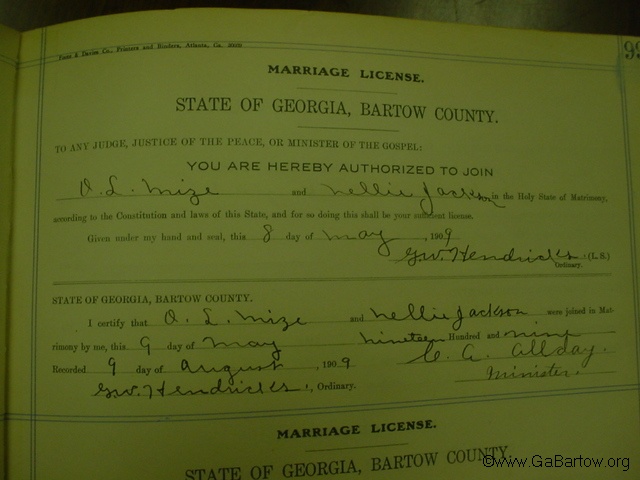 Foote & Davies Co., Printers and Binders, Atlanta, Ga.
99
MARRIAGE LICENSE.
STATE OF GEORGIA, BARTOW COUNTY.
TO ANY JUDGE, JUSTICE OF THE PEACE, OR MINISTER OF THE GOSPEL:
YOU ARE HEREBY AUTHORIZED TO JOIN
O. L. Mize and Nellie Jackson in the Holy State of Matrimony,
according to the Constitution and laws of this State, and for so doing this shall be your sufficient license.
Given under my hand and seal, this 8 day of May, 1909
G.W. Hendricks (L. S.)
Ordinary.
STATE OF GEORGIA, BARTOW COUNTY.
I certify that O. L. Mize and Nellie Jackson were joined in Mat-
rimony by me, this 9 day of May nineteen Hundred and nine
Recorded 9 day of August, 1909 C. A. Allday.
G.W. Hendricks, Ordinary. Minister.
MARRIAGE LICENSE.
STATE OF GEORGIA, BARTOW COUNTY.
©www.GaBartow.org